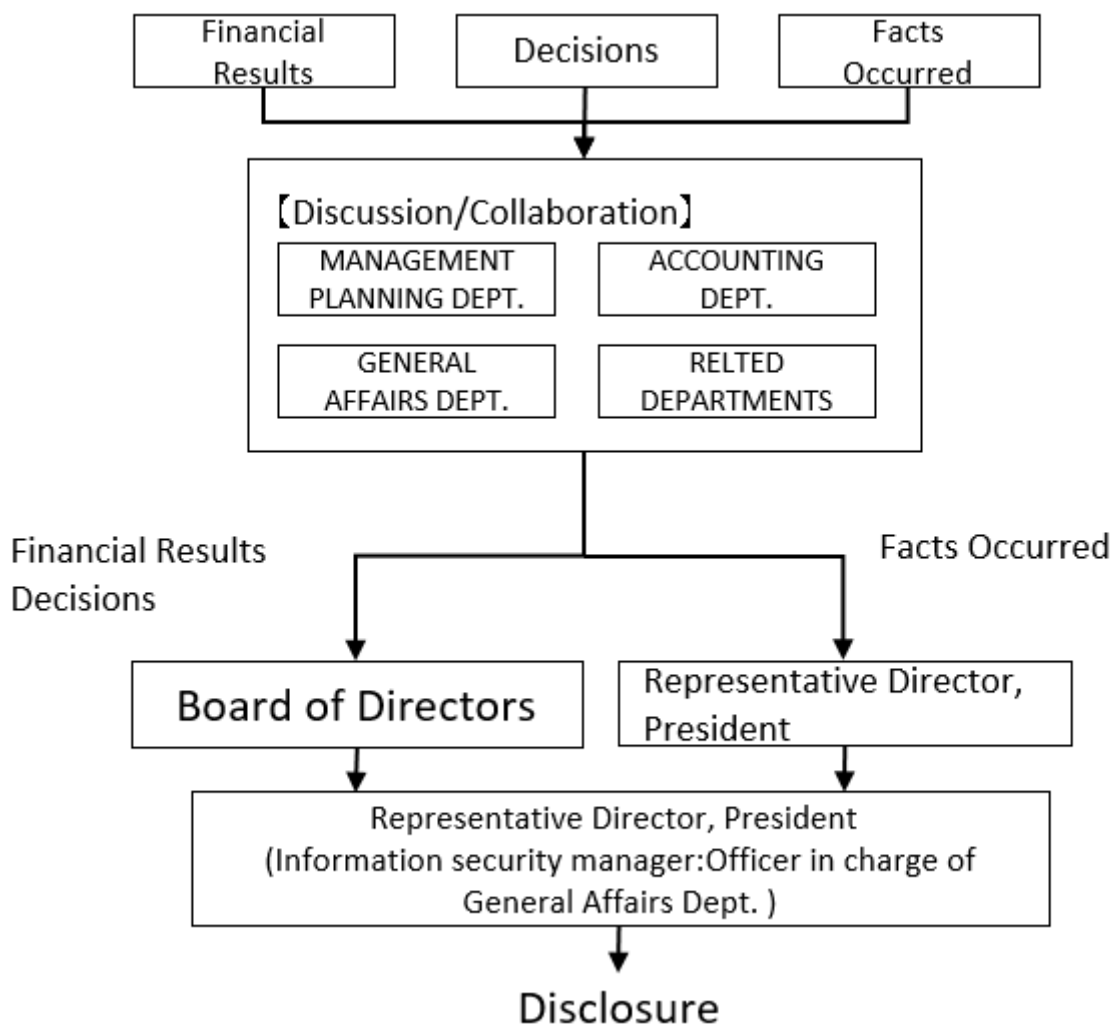 Financial
Results
Decisions
Facts
Occurred
【Discussion/Collaboration】
MANAGEMENT
PLANNING DEPT.
ACCOUNTING
DEPT.
GENERAL
AFFAIRS DEPT.
RELTED
DEPARTMENTS
Financial Results
Decisions
Facts Occurred
Board of Directors
Representative Director,
President
Representative Director, President
(Information security manager:Officer in charge of
General Affairs Dept. )
Disclosure